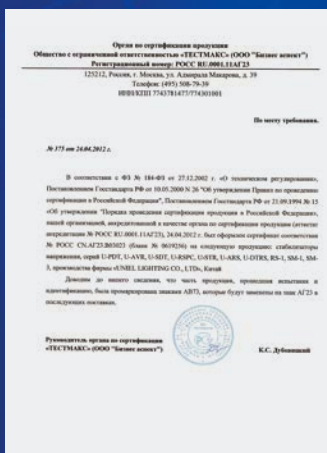 Орган по сертификации продукции
Общество с ограниченной ответственностью «ТЕСТМАКС» (ООО "Бизнес аспект")
Регистрационный номер: РОСС RU.0001.11АГ23
125212, Россия, г. Москва, ул. Адмирала Макарова, д. 39
Телефон: (495) 508-79-39
ИНН/КПП 7743781477/774301001
По месту требования.
№ 375 от 24.04.2012 г.
В соответствии с ФЗ № 184-ФЗ от 27.12.2002 г. «О техническом регулировании»,
Постановлением Госстандарта РФ от 10.05.2000 N 26 "Об утверждении Правил по проведению
сертификации в Российской Федерации", Постановлением Госстандарта РФ от 21.09.1994 № 15
«Об утверждении "Порядка проведения сертификации продукции в Российской Федерации»,
нашей организацией, аккредитованной в качестве органа по сертификации продукции (аттестат
аккредитации № РОСС RU.0001.11АГ23), 24.04.2012 г. был оформлен сертификат соответствия
№ РОСС CN.АГ23.В03023 (бланк № 0619256) на следующую продукцию: стабилизаторы
напряжения, серий U-PDT, U-AVR, U-SDT, U-RSPC, U-STR, U-ARS, U-DTRS, RS-1, SM-1, SM-
3, производства фирмы «UNIEL LIGHTING CO., LTD», Китай
Доводим до вашего сведения, что часть продукции, прошедшая испытания и
идентификацию, была промаркирована знаками АВ73, которые будут заменены на знак АГ23 в
последующих поставках.
Руководитель органа по сертификации
«ТЕСТМАКС» (ООО "Бизнес аспект")
К.С. Дубовицкий